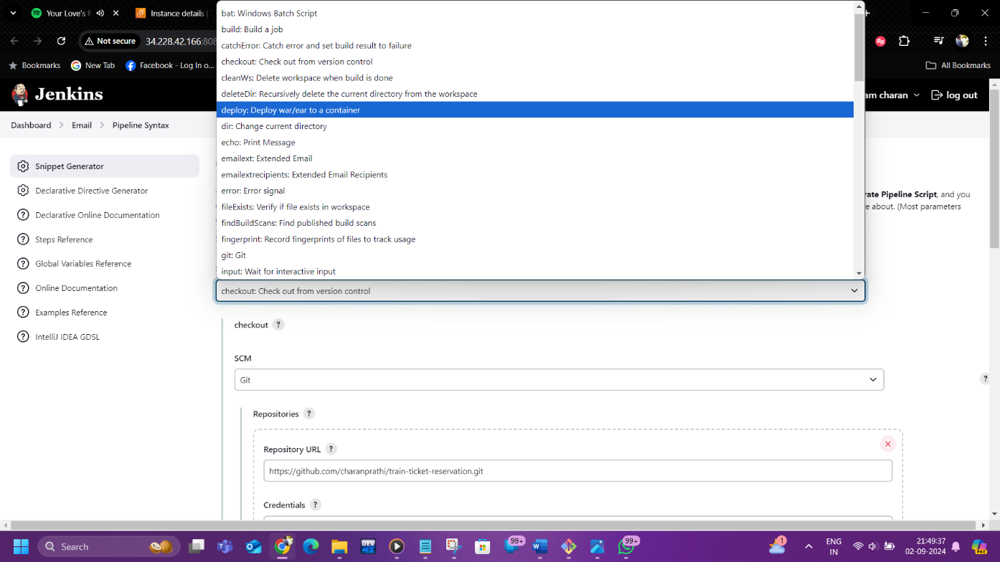 Your Love's N
Instance details |
Not secure
34.228.42.166:808
Bookmarks
New Tab
Facebook - Log In o...
All Bookmarks
Jenkins
am charan
log out
Dashboard
Email
Pipeline Syntax
Snippet Generator
Declarative Directive Generator
Declarative Online Documentation
Steps Reference
Global Variables Reference
Online Documentation
Examples Reference
IntelliJ IDEA GDSL
bat: Windows Batch Script
build: Build a job
catchError: Catch error and set build result to failure
checkout: Check out from version control
cleanWs: Delete workspace when build is done
deleteDir: Recursively delete the current directory from the workspace
deploy: Deploy war/ear to a container
dir: Change current directory
echo: Print Message
emailext: Extended Email
emailextrecipients: Extended Email Recipients
error: Error signal
fileExists: Verify if file exists in workspace
findBuildScans: Find published build scans
fingerprint: Record fingerprints of files to track usage
git: Git
input: Wait for interactive input
rate Pipeline Script, and you
e about. (Most parameters
checkout: Check out from version control
checkout ?
SCM
Git
?
Repositories ?
Repository URL ?
https://github.com/charanprathi/train-ticket-reservation.git
Credentials ?
Search
DEV
99+
W
99+
1
ENG
IN
21:49:37
02-09-2024
PRE